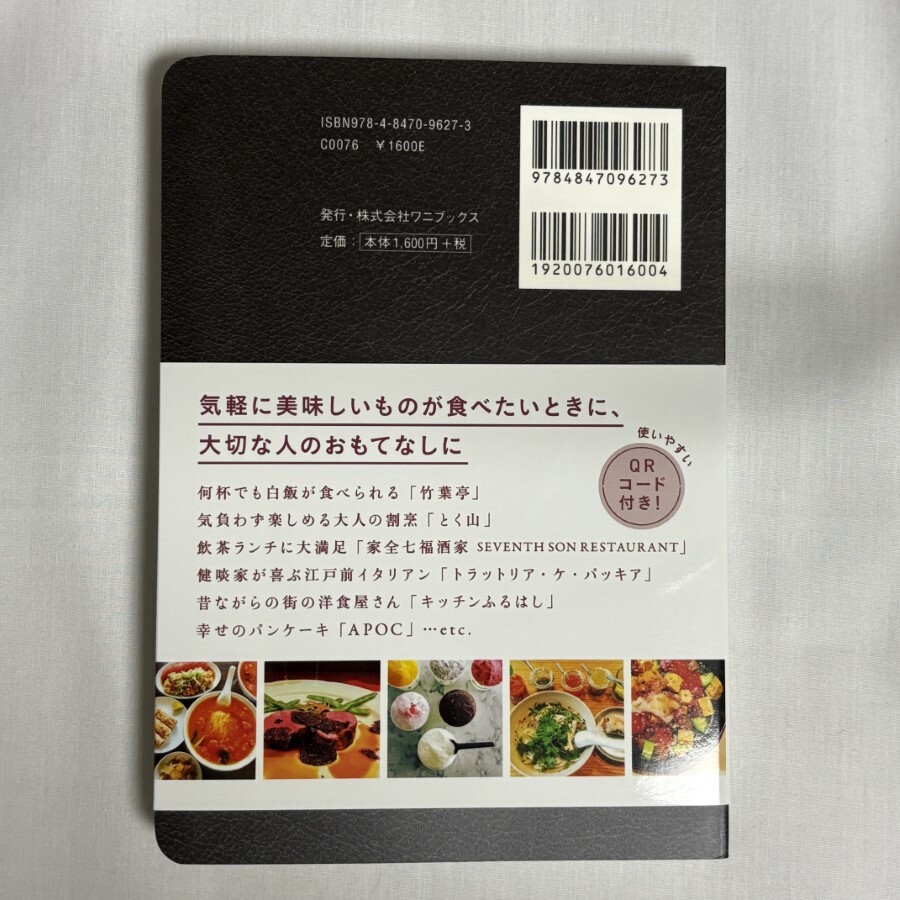 ISBN978-4-8470-9627-3
C0076 ¥1600E
発行・株式会社ワニブックス
定価:本体1,600円+税
9784847096273
1920076016004
気軽に美味しいものが食べたいときに、
大切な人のおもてなしに
使いやすい
QR
コード
付き!
何杯でも白飯が食べられる「竹葉亭」
気負わず楽しめる大人の割烹「とく山」
飲茶ランチに大満足「家全七福酒家 SEVENTH SON RESTAURANT」
健啖家が喜ぶ江戸前イタリアン「トラットリア・ケ・パッキア」
昔ながらの街の洋食屋さん「キッチンふるはし」
幸せのパンケーキ「APOC」…etc.